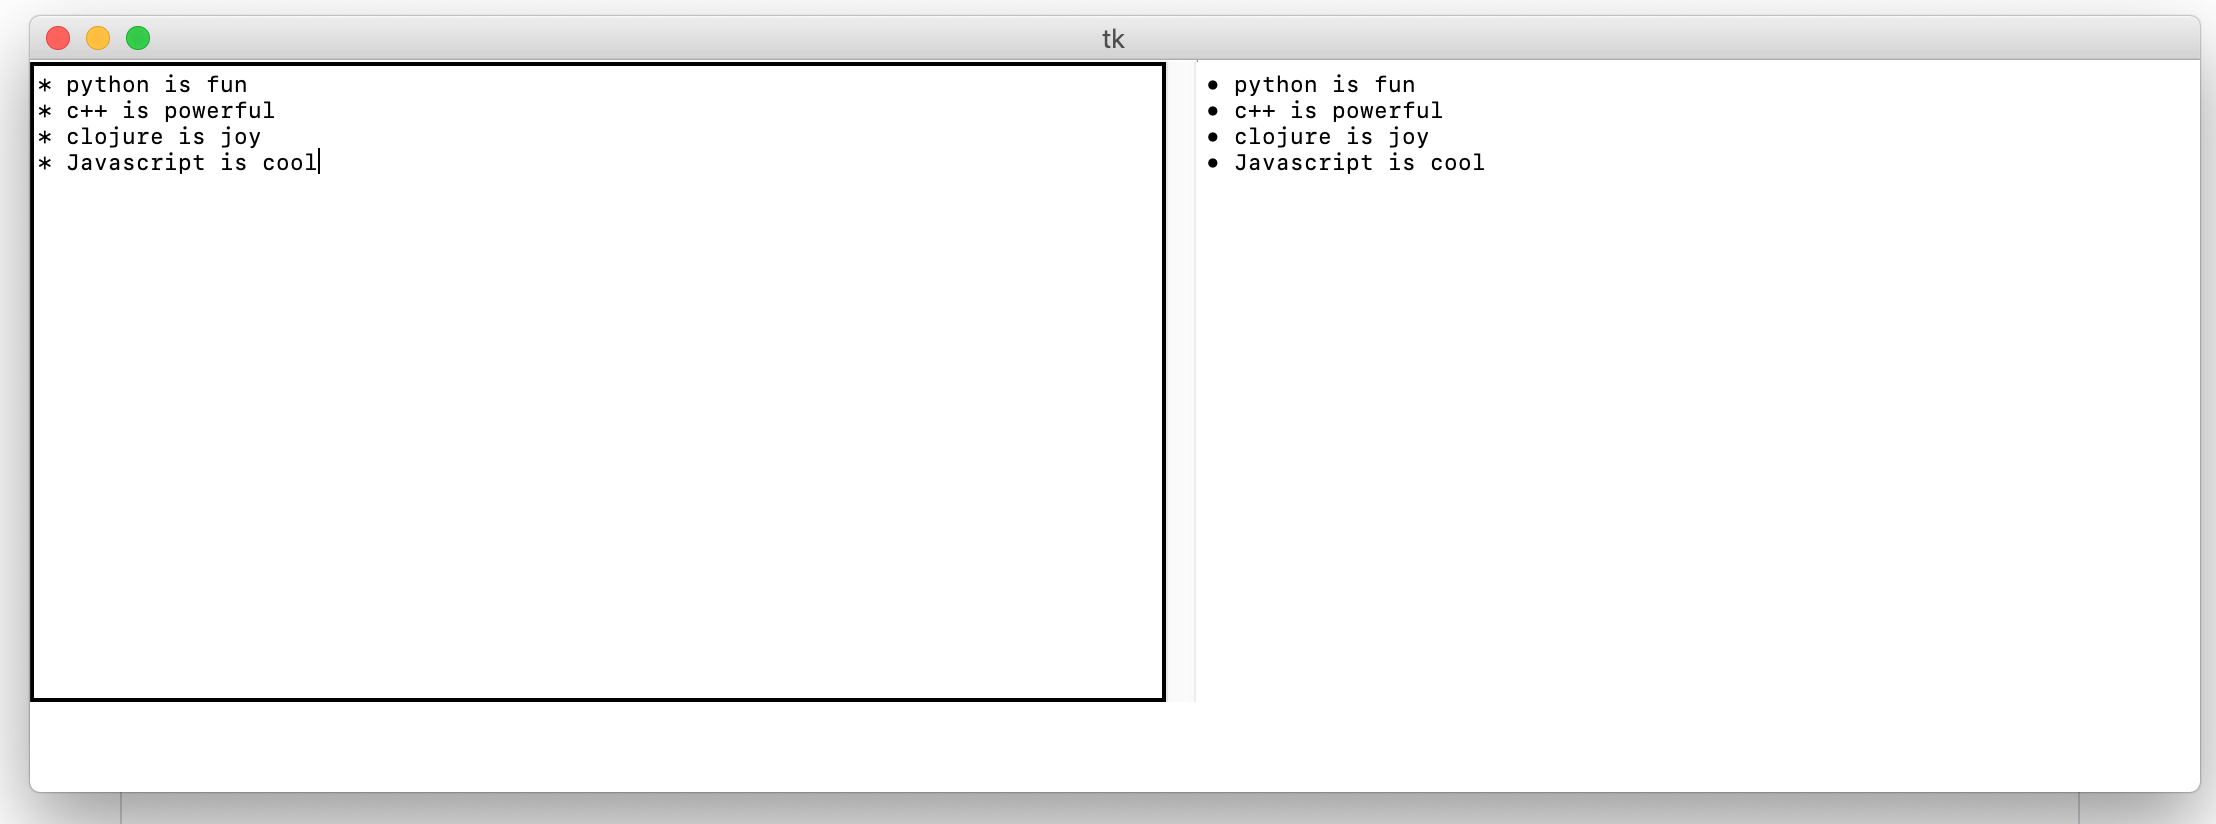 tk
* python is fun
* c++ is powerful
* clojure is joy
* Javascript is cool
• python is fun
• c++ is powerful
• clojure is joy
• Javascript is cool